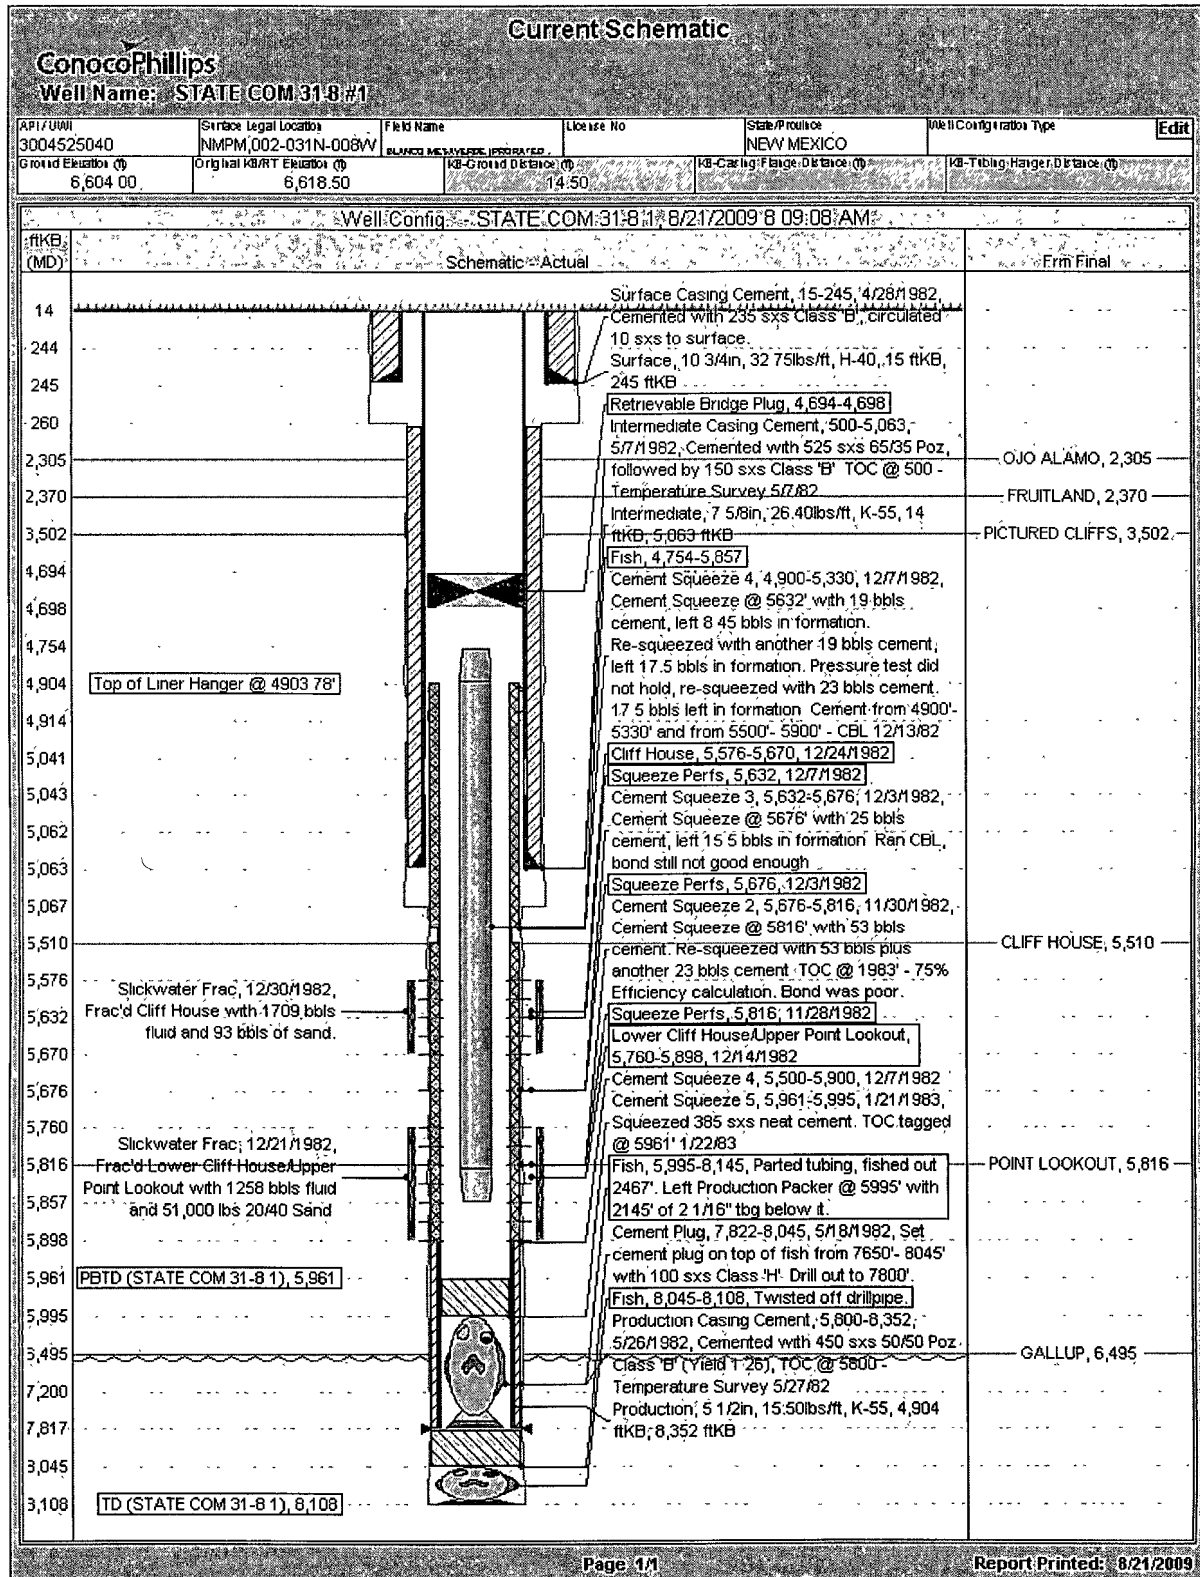 Current Schematic
ConocoPhillips
Well Name: STATE COM 31-8 #1
API / UWI
3004525040
Surface Legal Location
NMPM,002-031N-008W
Field Name
BLANCO MESAVERDE (PRORATED
License No
State/Province
NEW MEXICO
Well Configuration Type
Edit
Ground Elevation (ft)
6,604 00
Original KB/RT Elevation (ft)
6,618.50
KB-Ground Distance (ft)
14.50
KB-Casing Flange Distance (ft)
KB-Tubing Hanger Distance (ft)
Well Config - STATE COM 31-8 1, 8/21/2009 8 09:08 AM
ftKB
(MD)
Schematic - Actual
Frm Final
14
244
245
260
2,305
2,370
3,502
4,694
4,698
4,754
4,904
4,914
5,041
5,043
5,062
5,063
5,067
5,510
5,576
5,632
5,670
5,676
5,760
5,816
5,857
5,898
5,961
5,995
3,495
7,200
7,817
3,045
3,108
Top of Liner Hanger @ 4903 78'
Slickwater Frac, 12/30/1982,
Frac'd Cliff House with 1709 bbls
fluid and 93 bbls of sand.
Slickwater Frac, 12/21/1982,
Frac'd Lower Cliff House/Upper
Point Lookout with 1258 bbls fluid
and 51,000 lbs 20/40 Sand
PBTD (STATE COM 31-8 1), 5,961
TD (STATE COM 31-8 1), 8,108
Surface Casing Cement, 15-245, 4/28/1982,
Cemented with 235 sxs Class 'B', circulated
10 sxs to surface.
Surface, 10 3/4in, 32 75lbs/ft, H-40, 15 ftKB,
245 ftKB
Retrievable Bridge Plug, 4,694-4,698
Intermediate Casing Cement, 500-5,063,
5/7/1982, Cemented with 525 sxs 65/35 Poz,
followed by 150 sxs Class 'B' TOC @ 500 -
Temperature Survey 5/7/82
Intermediate, 7 5/8in, 26.40lbs/ft, K-55, 14
ftKB, 5,063 ftKB
Fish, 4,754-5,857
Cement Squeeze 4, 4,900-5,330, 12/7/1982,
Cement Squeeze @ 5632' with 19 bbls
cement, left 8 45 bbls in formation.
Re-squeezed with another 19 bbls cement,
left 17.5 bbls in formation. Pressure test did
not hold, re-squeezed with 23 bbls cement.
17 5 bbls left in formation Cement from 4900'-
5330' and from 5500'- 5900' - CBL 12/13/82
Cliff House, 5,576-5,670, 12/24/1982
Squeeze Perfs, 5,632, 12/7/1982
Cement Squeeze 3, 5,632-5,676, 12/3/1982,
Cement Squeeze @ 5676' with 25 bbls
cement, left 15 5 bbls in formation Ran CBL,
bond still not good enough
Squeeze Perfs, 5,676, 12/3/1982
Cement Squeeze 2, 5,676-5,816, 11/30/1982,
Cement Squeeze @ 5816' with 53 bbls
cement. Re-squeezed with 53 bbls plus
another 23 bbls cement TOC @ 1983' - 75%
Efficiency calculation. Bond was poor.
Squeeze Perfs, 5,816, 11/28/1982
Lower Cliff House/Upper Point Lookout,
5,760-5,898, 12/14/1982
Cement Squeeze 4, 5,500-5,900, 12/7/1982
Cement Squeeze 5, 5,961-5,995, 1/21/1983,
Squeezed 385 sxs neat cement. TOC tagged
@ 5961' 1/22/83
Fish, 5,995-8,145, Parted tubing, fished out
2467'. Left Production Packer @ 5995' with
2145' of 2 1/16" tbg below it.
Cement Plug, 7,822-8,045, 5/18/1982, Set
cement plug on top of fish from 7650'- 8045'
with 100 sxs Class 'H' Drill out to 7800'.
Fish, 8,045-8,108, Twisted off drillpipe.
Production Casing Cement, 5,800-8,352,
5/26/1982, Cemented with 450 sxs 50/50 Poz
Class 'B' (Yield 1 26), TOC @ 5800 -
Temperature Survey 5/27/82
Production, 5 1/2in, 15.50lbs/ft, K-55, 4,904
ftKB, 8,352 ftKB
OJO ALAMO, 2,305
FRUITLAND, 2,370
PICTURED CLIFFS, 3,502
CLIFF HOUSE, 5,510
POINT LOOKOUT, 5,816
GALLUP, 6,495
Page 1/1
Report Printed: 8/21/2009